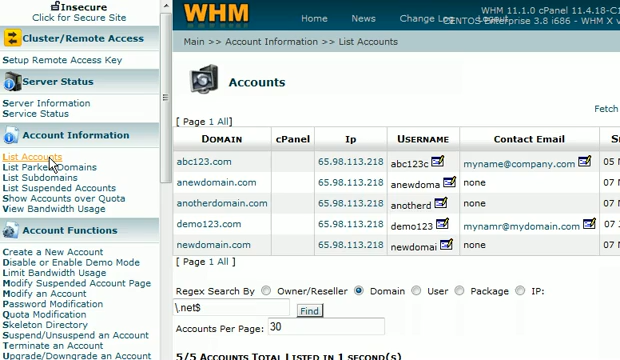 Insecure
Click for Secure Site
Cluster/Remote Access
Setup Remote Access Key
Server Status
Server Information
Service Status
Account Information
List Accounts
List Parked Domains
List Subdomains
List Suspended Accounts
Show Accounts over Quota
View Bandwidth Usage
Account Functions
Create a New Account
Disable or Enable Demo Mode
Limit Bandwidth Usage
Modify Suspended Account Page
Modify an Account
Password Modification
Quota Modification
Skeleton Directory
Suspend/Unsuspend an Account
Terminate an Account
Upgrade/Downgrade an Account
WHM
WHM 11.1.0 cPanel 11.4.18-C1
Home News Change Log Logout
CENTOS Enterprise 3.8 i686 - WHM X v
Main >> Account Information >> List Accounts
Accounts
Fetch
[ Page 1 All]
Domain cPanel Ip Username Contact Email
abc123.com 65.98.113.218 abc123c myname@company.com 05 M
anewdomain.com 65.98.113.218 anewdoma none
anotherdomain.com 65.98.113.218 anotherd none
demo123.com 65.98.113.218 demo123 mynamr@mydomain.com 07
newdomain.com 65.98.113.218 newdomai none
[ Page 1 All ]
Regex Search By Owner/Reseller Domain User Package IP:
\.net$ Find
Accounts Per Page: 30
5/5 Accounts Total Listed in 1 second(s)